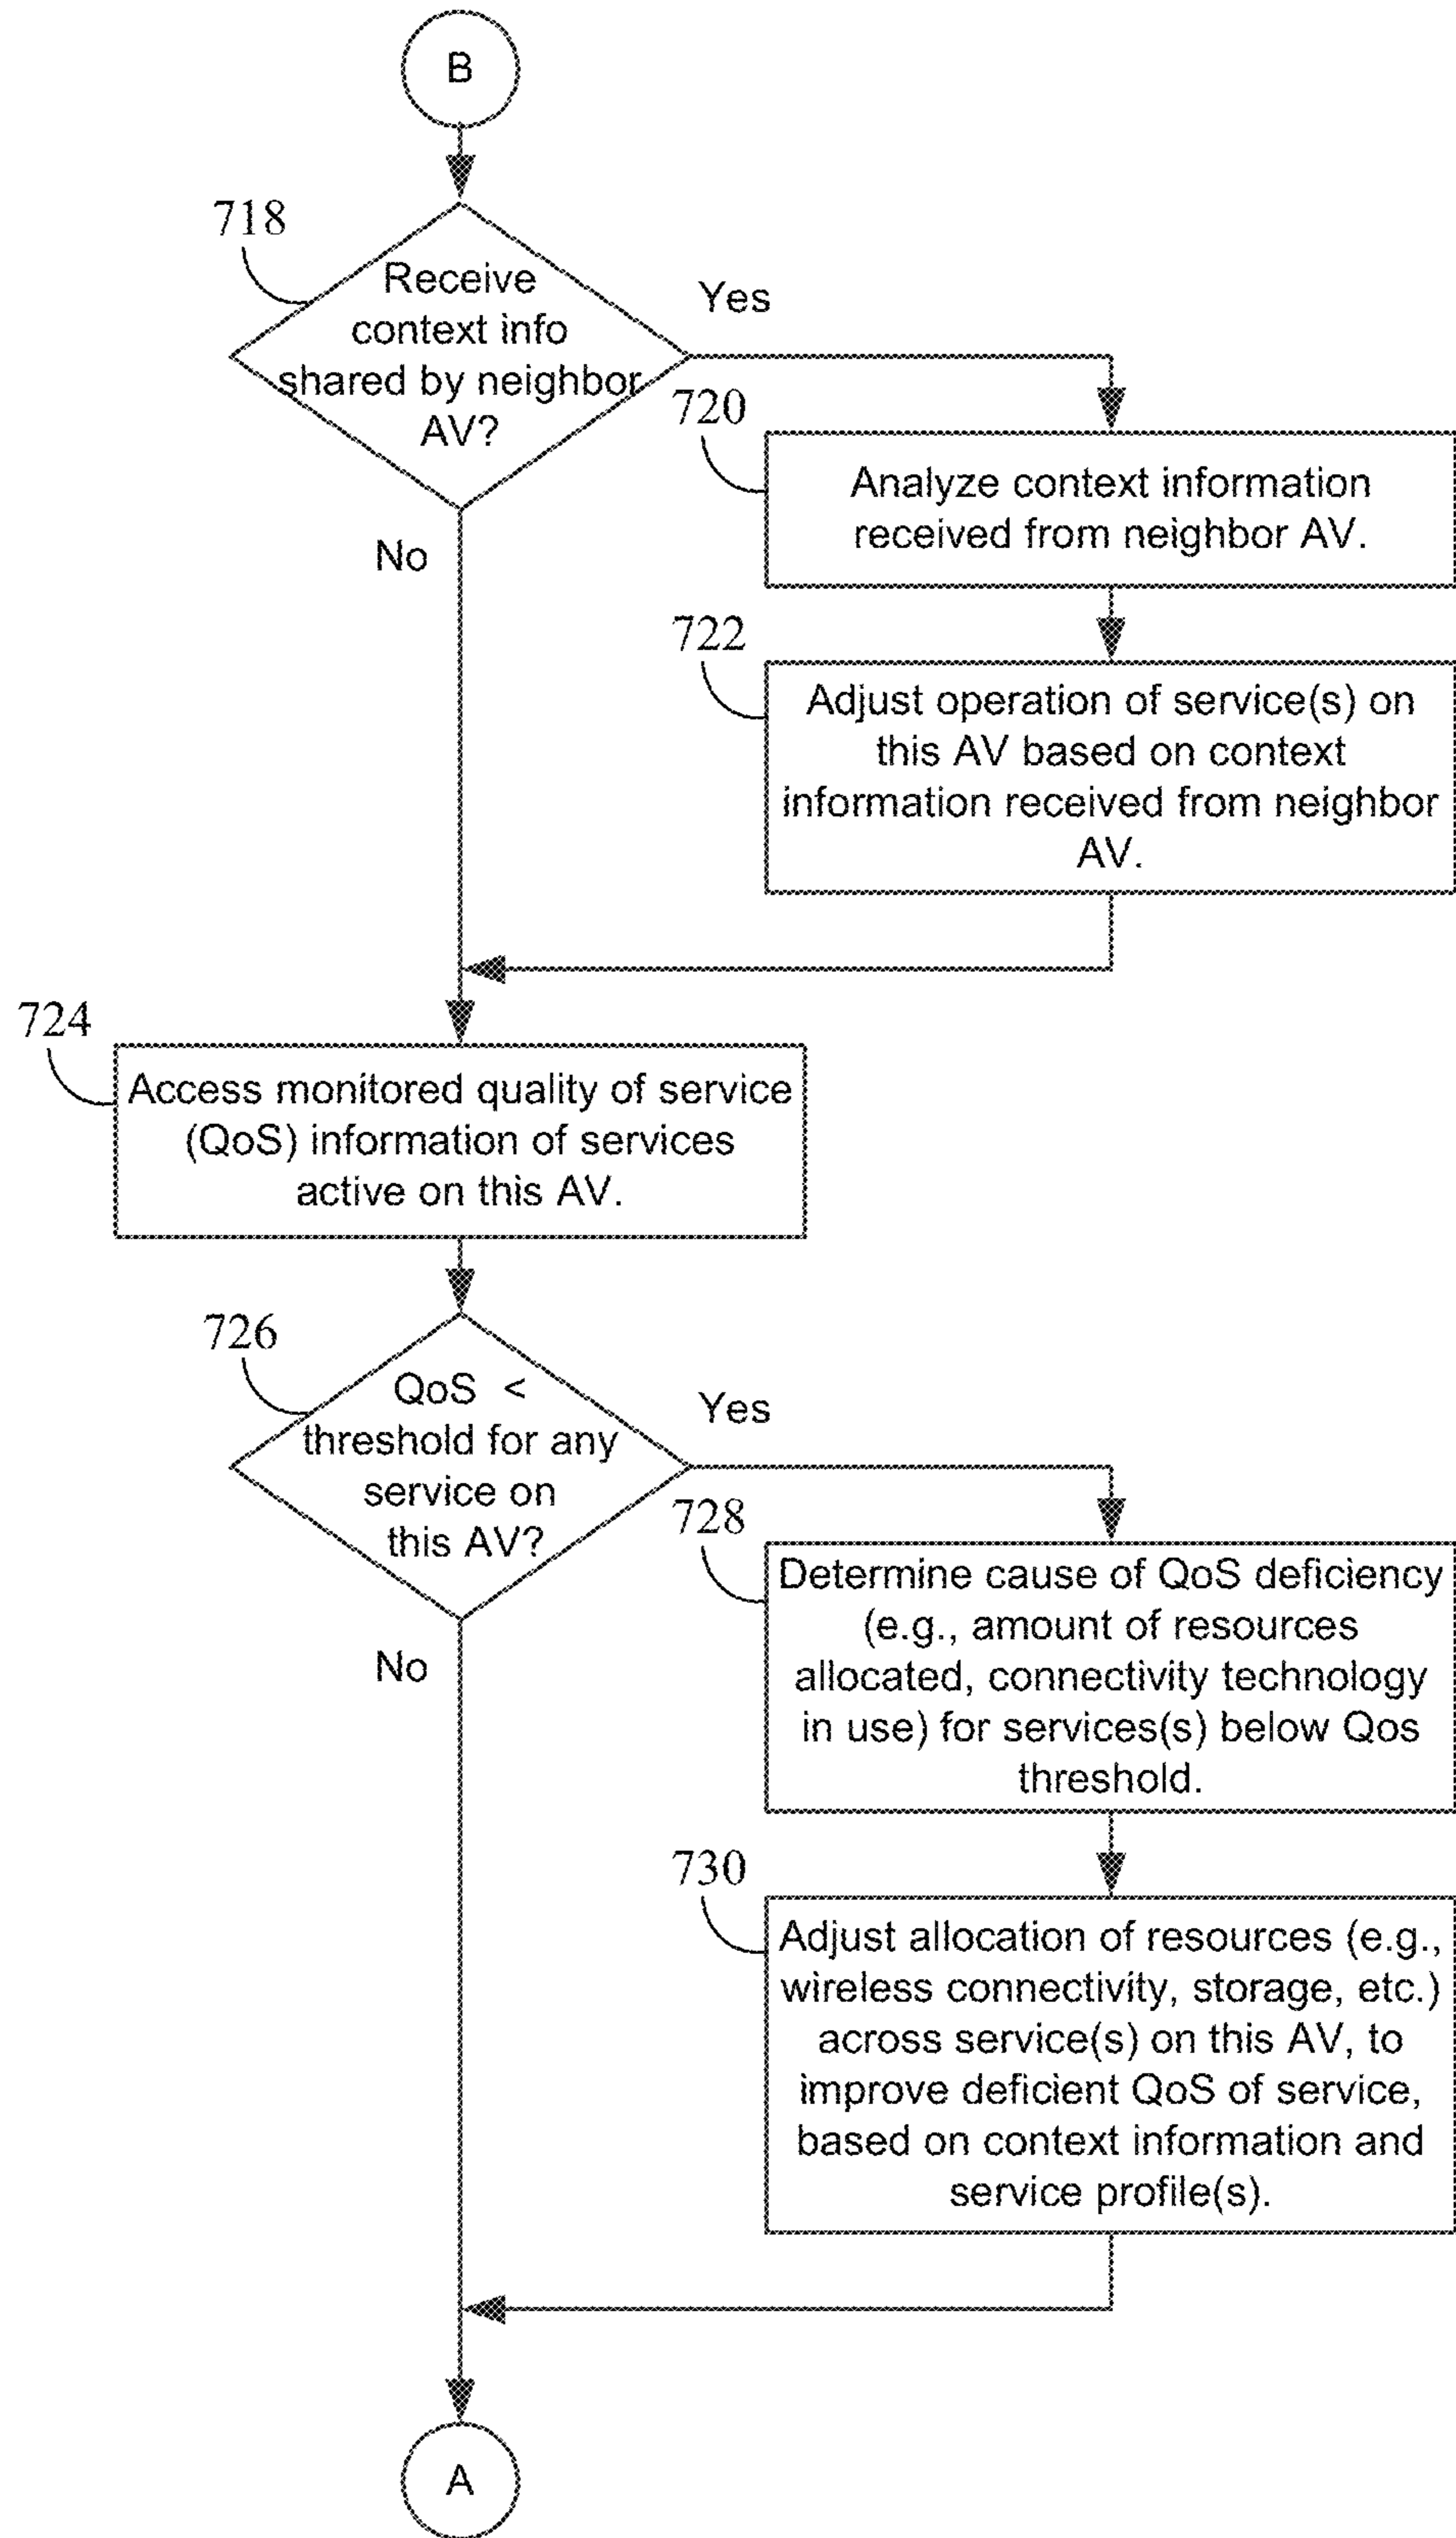 B
718
Receive
context info
shared by neighbor
AV?
Yes
No
720
Analyze context information
received from neighbor AV.
722
Adjust operation of service(s) on
this AV based on context
information received from neighbor
AV.
724
Access monitored quality of service
(QoS) information of services
active on this AV.
726
QoS <
threshold for any
service on
this AV?
Yes
No
728
Determine cause of QoS deficiency
(e.g., amount of resources
allocated, connectivity technology
in use) for services(s) below Qos
threshold.
730
Adjust allocation of resources (e.g.,
wireless connectivity, storage, etc.)
across service(s) on this AV, to
improve deficient QoS of service,
based on context information and
service profile(s).
A